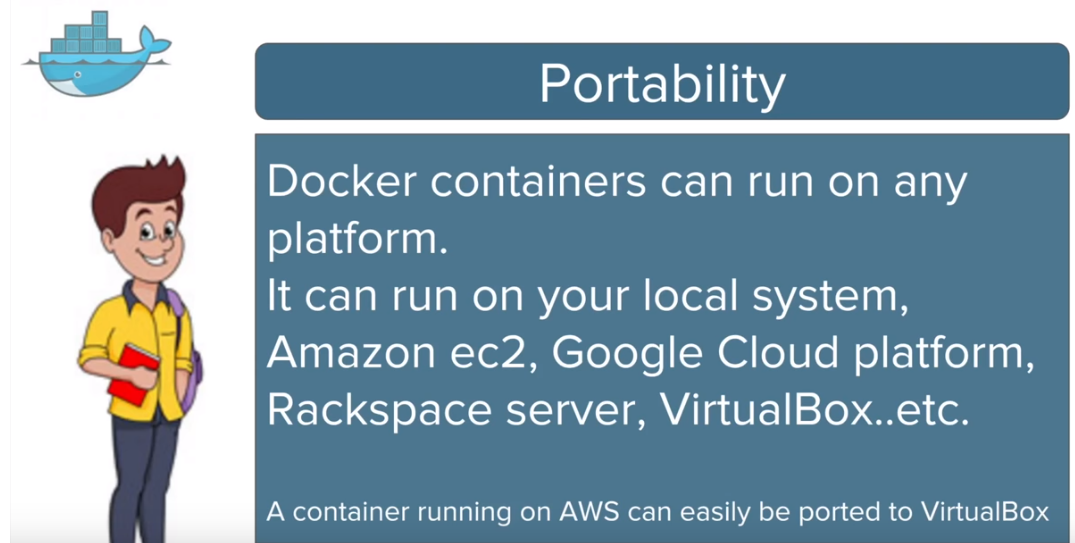 Portability
Docker containers can run on any
platform.
It can run on your local system,
Amazon ec2, Google Cloud platform,
Rackspace server, VirtualBox..etc.
A container running on AWS can easily be ported to VirtualBox